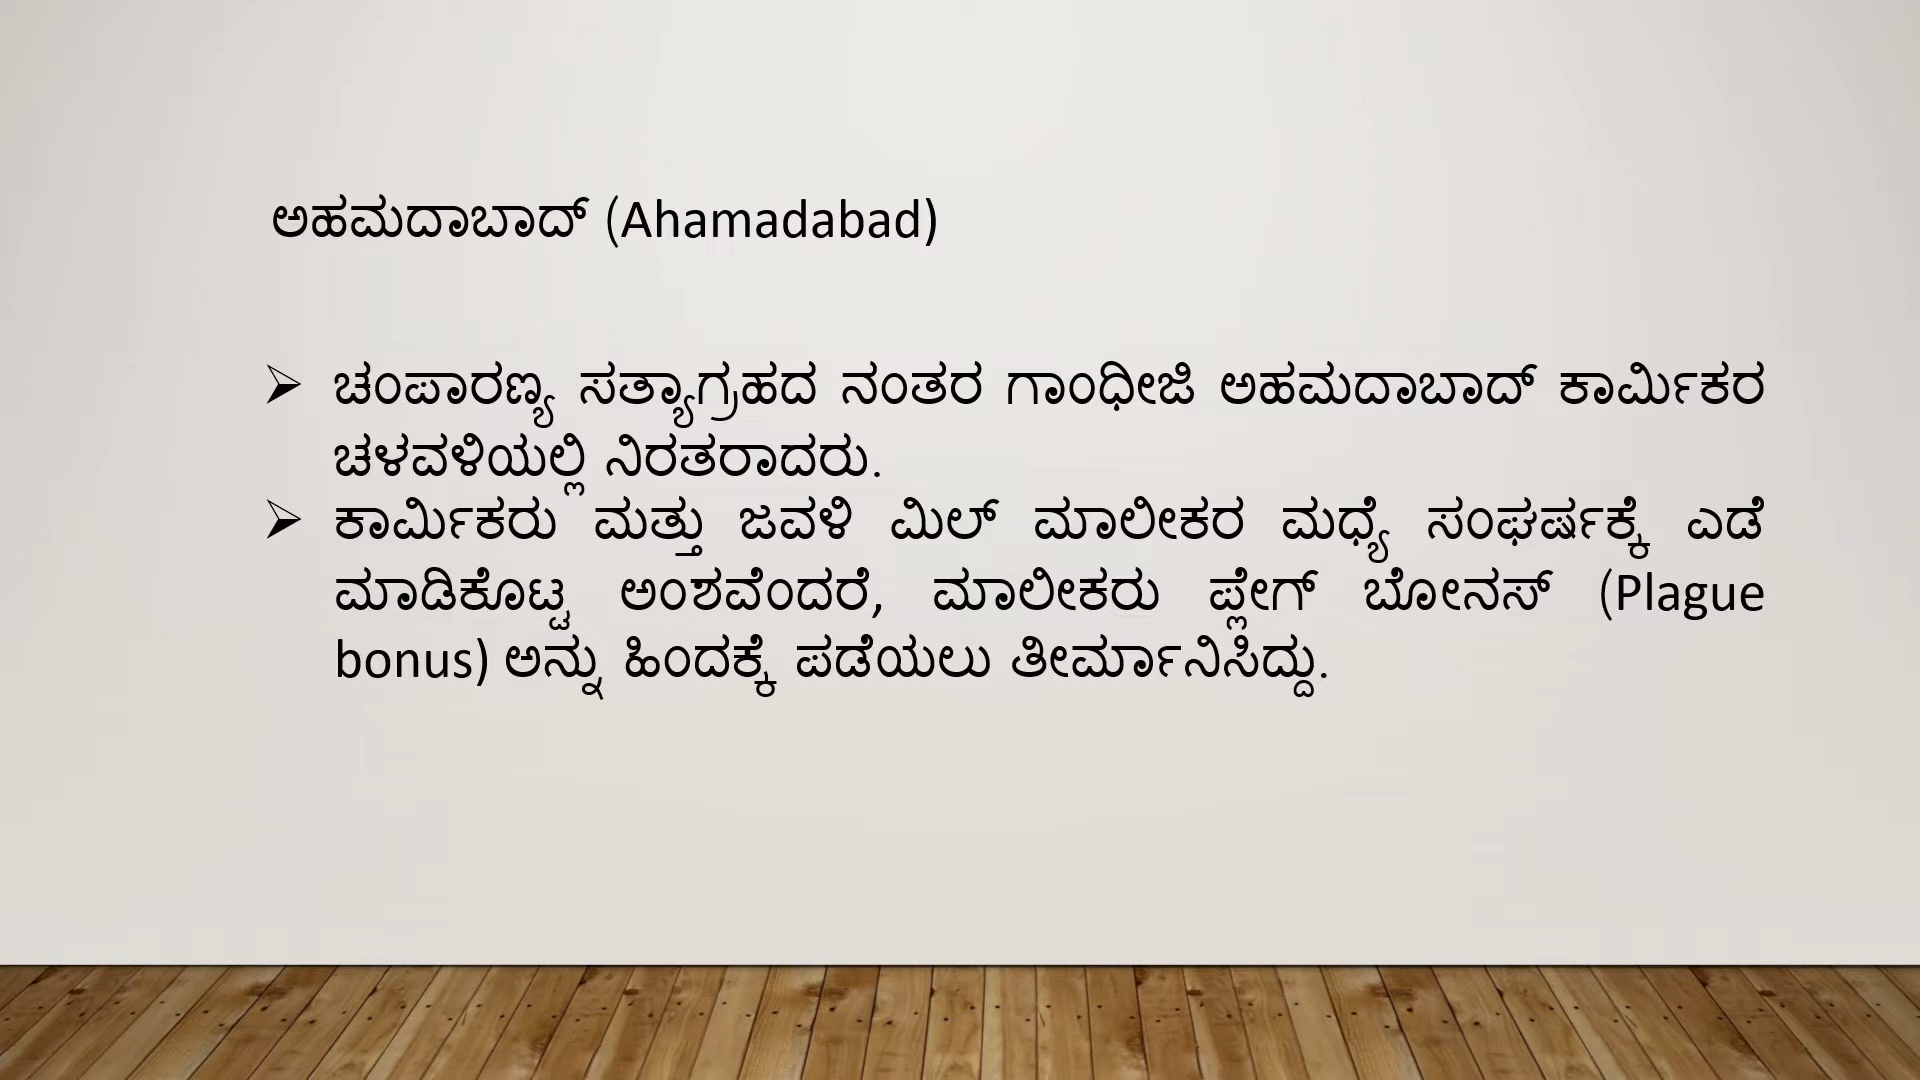 ಅಹಮದಾಬಾದ್ (Ahamadabad)
➢ ಚಂಪಾರಣ್ಯ ಸತ್ಯಾಗ್ರಹದ ನಂತರ ಗಾಂಧೀಜಿ ಅಹಮದಾಬಾದ್ ಕಾರ್ಮಿಕರ
ಚಳವಳಿಯಲ್ಲಿ ನಿರತರಾದರು.
➢ ಕಾರ್ಮಿಕರು ಮತ್ತು ಜವಳಿ ಮಿಲ್ ಮಾಲೀಕರ ಮಧ್ಯೆ ಸಂಘರ್ಷಕ್ಕೆ ಎಡೆ
ಮಾಡಿಕೊಟ್ಟ ಅಂಶವೆಂದರೆ, ಮಾಲೀಕರು ಪ್ಲೇಗ್ ಬೋನಸ್ (Plague
bonus) ಅನ್ನು ಹಿಂದಕ್ಕೆ ಪಡೆಯಲು ತೀರ್ಮಾನಿಸಿದ್ದು.